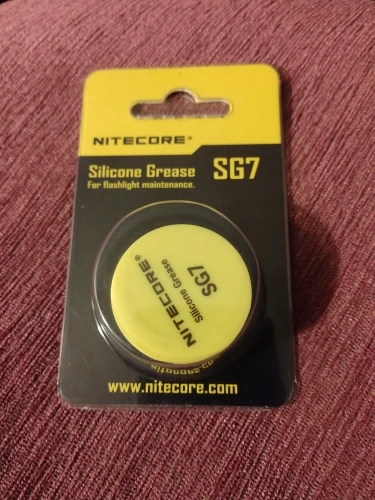 NITECORE®
Silicone Grease SG7
For flashlight maintenance.
NITECORE®
Silicone Grease
SG7
www.nitecore.com